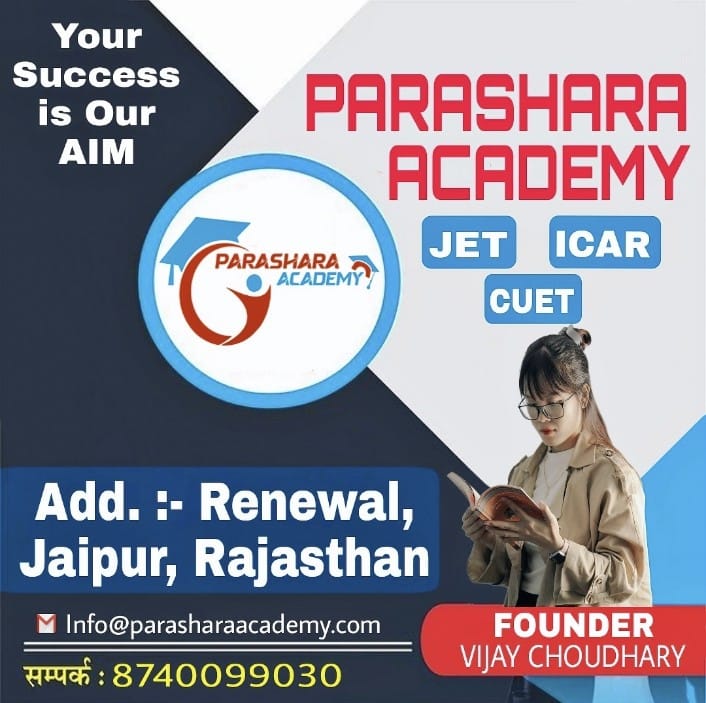 Your
Success
is Our
AIM
PARASHARA
ACADEMY
JET ICAR
CUET
PARASHARA
ACADEMY
Add. :- Renewal,
Jaipur, Rajasthan
Info@parasharaacademy.com
सम्पर्क : 8740099030
FOUNDER
VIJAY CHOUDHARY